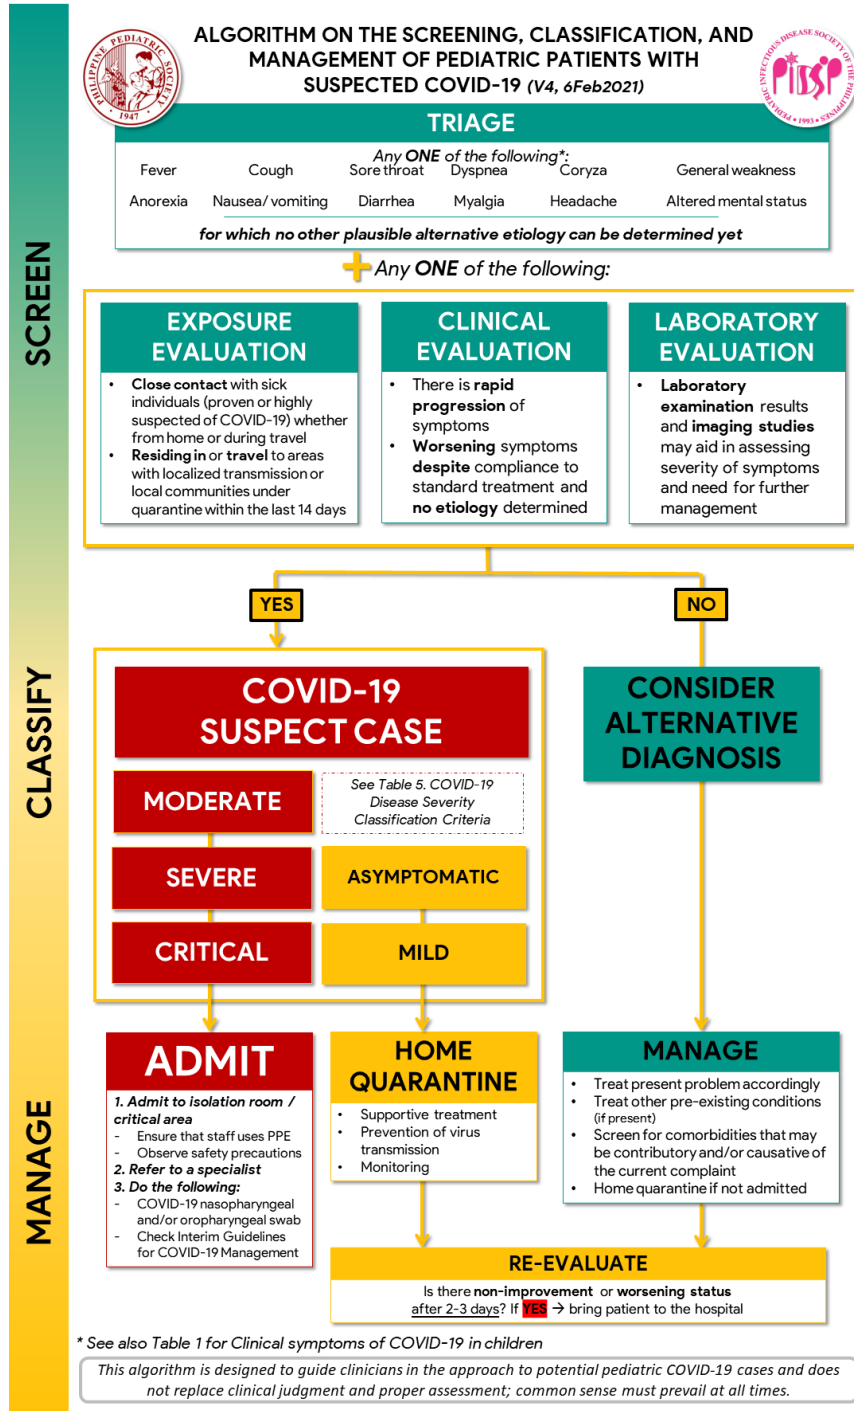 ALGORITHM ON THE SCREENING, CLASSIFICATION, AND
MANAGEMENT OF PEDIATRIC PATIENTS WITH
SUSPECTED COVID-19 (V4, 6Feb2021)
PHILIPPINE PEDIATRIC SOCIETY
1947
PEDIATRIC INFECTIOUS DISEASE SOCIETY OF THE PHILIPPINES
PIDSP
1993
TRIAGE
Any ONE of the following*:
Fever Cough Sore throat Dyspnea Coryza General weakness
Anorexia Nausea/ vomiting Diarrhea Myalgia Headache Altered mental status
for which no other plausible alternative etiology can be determined yet
+ Any ONE of the following:
SCREEN
EXPOSURE
EVALUATION
• Close contact with sick
individuals (proven or highly
suspected of COVID-19) whether
from home or during travel
• Residing in or travel to areas
with localized transmission or
local communities under
quarantine within the last 14 days
CLINICAL
EVALUATION
• There is rapid
progression of
symptoms
• Worsening symptoms
despite compliance to
standard treatment and
no etiology determined
LABORATORY
EVALUATION
• Laboratory
examination results
and imaging studies
may aid in assessing
severity of symptoms
and need for further
management
YES
NO
CLASSIFY
COVID-19
SUSPECT CASE
MODERATE
See Table 5. COVID-19
Disease Severity
Classification Criteria
SEVERE
ASYMPTOMATIC
CRITICAL
MILD
CONSIDER
ALTERNATIVE
DIAGNOSIS
MANAGE
ADMIT
1. Admit to isolation room /
critical area
- Ensure that staff uses PPE
- Observe safety precautions
2. Refer to a specialist
3. Do the following:
- COVID-19 nasopharyngeal
and/or oropharyngeal swab
- Check Interim Guidelines
for COVID-19 Management
HOME
QUARANTINE
• Supportive treatment
• Prevention of virus
transmission
• Monitoring
MANAGE
• Treat present problem accordingly
• Treat other pre-existing conditions
(if present)
• Screen for comorbidities that may
be contributory and/or causative of
the current complaint
• Home quarantine if not admitted
RE-EVALUATE
Is there non-improvement or worsening status
after 2-3 days? If YES → bring patient to the hospital
* See also Table 1 for Clinical symptoms of COVID-19 in children
This algorithm is designed to guide clinicians in the approach to potential pediatric COVID-19 cases and does
not replace clinical judgment and proper assessment; common sense must prevail at all times.